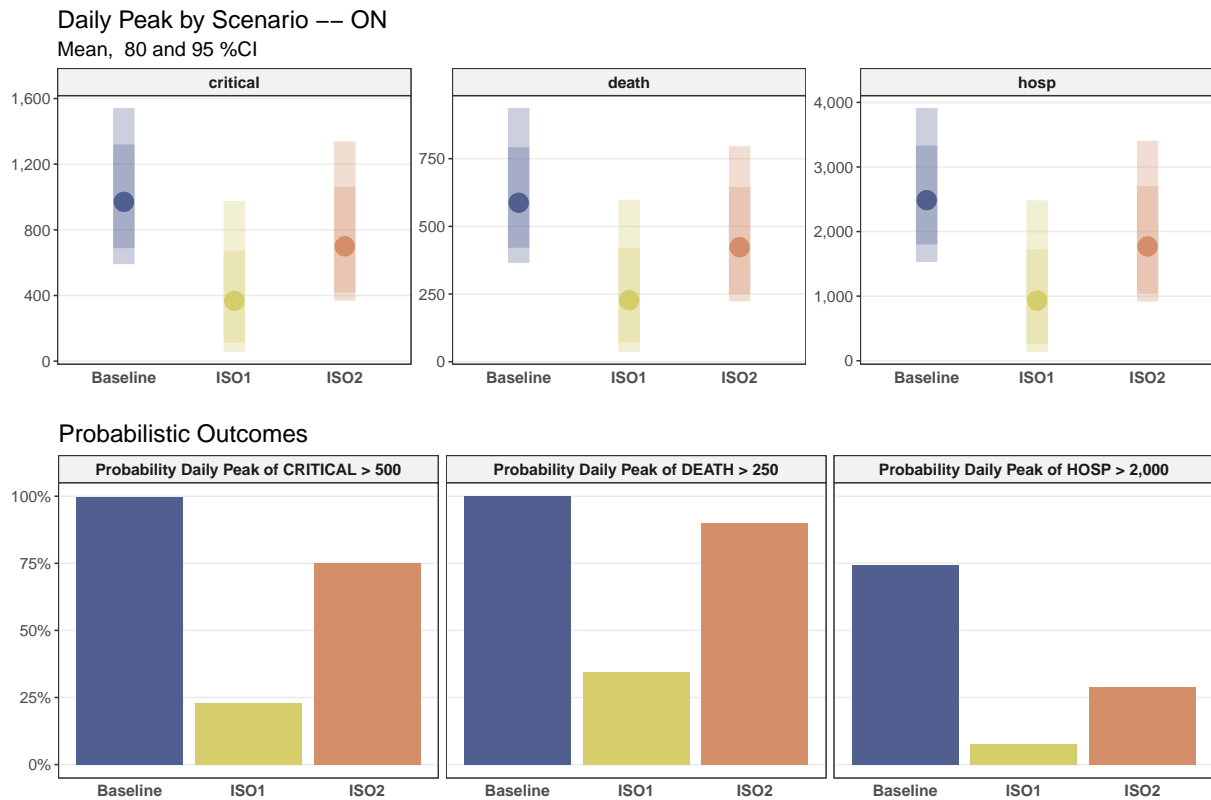 Daily Peak by Scenario −− ON
Mean,  80 and 95 %CI
critical
death
hosp
1,600
1,200
800
400
0
Baseline
ISO1
ISO2
750
500
250
0
Baseline
ISO1
ISO2
4,000
3,000
2,000
1,000
0
Baseline
ISO1
ISO2
Probabilistic Outcomes
Probability Daily Peak of CRITICAL > 500
Probability Daily Peak of DEATH > 250
Probability Daily Peak of HOSP > 2,000
100%
75%
50%
25%
0%
Baseline
ISO1
ISO2
Baseline
ISO1
ISO2
Baseline
ISO1
ISO2